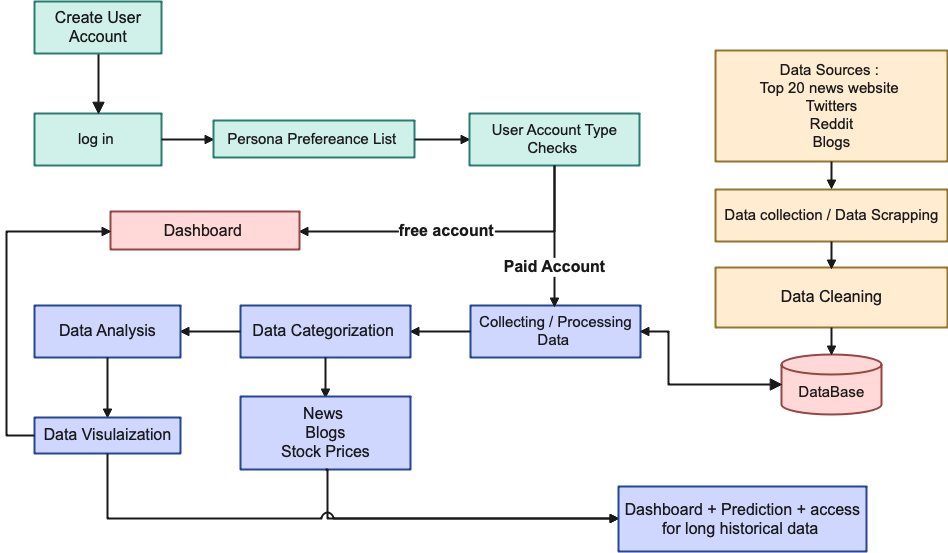 Create User
Account
log in
Persona Prefereance List
User Account Type
Checks
Data Sources :
Top 20 news website
Twitters
Reddit
Blogs
Data collection / Data Scrapping
Data Cleaning
DataBase
Dashboard
free account
Paid Account
Data Analysis
Data Categorization
Collecting / Processing
Data
Data Visulaization
News
Blogs
Stock Prices
Dashboard + Prediction + access
for long historical data